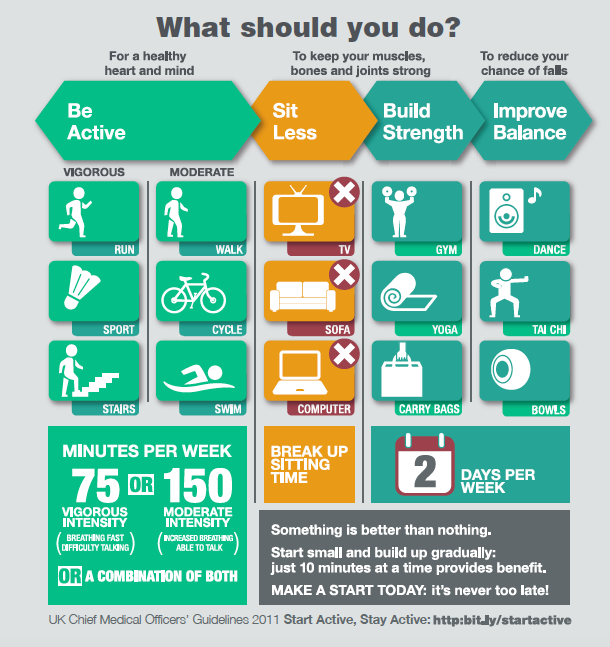 What should you do?
For a healthy
heart and mind
To keep your muscles,
bones and joints strong
To reduce your
chance of falls
Be
Active
Sit
Less
Build
Strength
Improve
Balance
VIGOROUS
MODERATE
RUN
WALK
TV
GYM
DANCE
SPORT
CYCLE
SOFA
YOGA
TAI CHI
STAIRS
SWIM
COMPUTER
CARRY BAGS
BOWLS
MINUTES PER WEEK
75 OR 150
VIGOROUS
INTENSITY
(BREATHING FAST
DIFFICULTY TALKING)
MODERATE
INTENSITY
(INCREASED BREATHING
ABLE TO TALK)
OR A COMBINATION OF BOTH
BREAK UP
SITTING
TIME
2
DAYS PER
WEEK
Something is better than nothing.
Start small and build up gradually:
just 10 minutes at a time provides benefit.
MAKE A START TODAY: it's never too late!
UK Chief Medical Officers' Guidelines 2011 Start Active, Stay Active: http:bit.ly/startactive